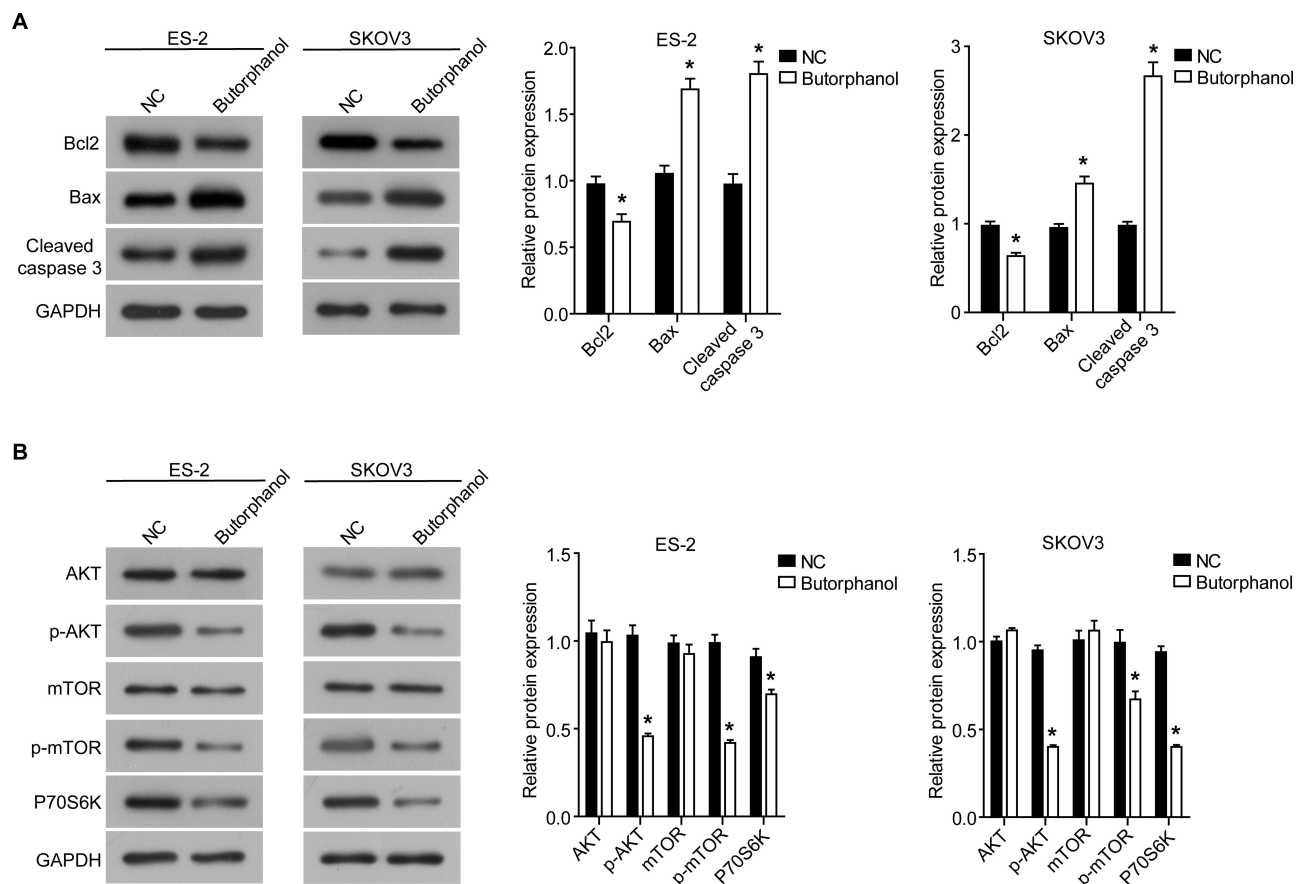 A
ES-2
SKOV3
NC
Butorphanol
NC
Butorphanol
Bcl2
Bax
Cleaved
caspase 3
GAPDH
ES-2
NC
Butorphanol
Relative protein expression
2.0
1.5
1.0
0.5
0.0
*
*
*
Bcl2
Bax
Cleaved
caspase 3
SKOV3
NC
Butorphanol
Relative protein expression
3
2
1
0
*
*
*
Bcl2
Bax
Cleaved
caspase 3
B
ES-2
SKOV3
NC
Butorphanol
NC
Butorphanol
AKT
p-AKT
mTOR
p-mTOR
P70S6K
GAPDH
ES-2
NC
Butorphanol
Relative protein expression
1.5
1.0
0.5
0.0
*
*
*
AKT
p-AKT
mTOR
p-mTOR
P70S6K
SKOV3
NC
Butorphanol
Relative protein expression
1.5
1.0
0.5
0.0
*
*
*
AKT
p-AKT
mTOR
p-mTOR
P70S6K